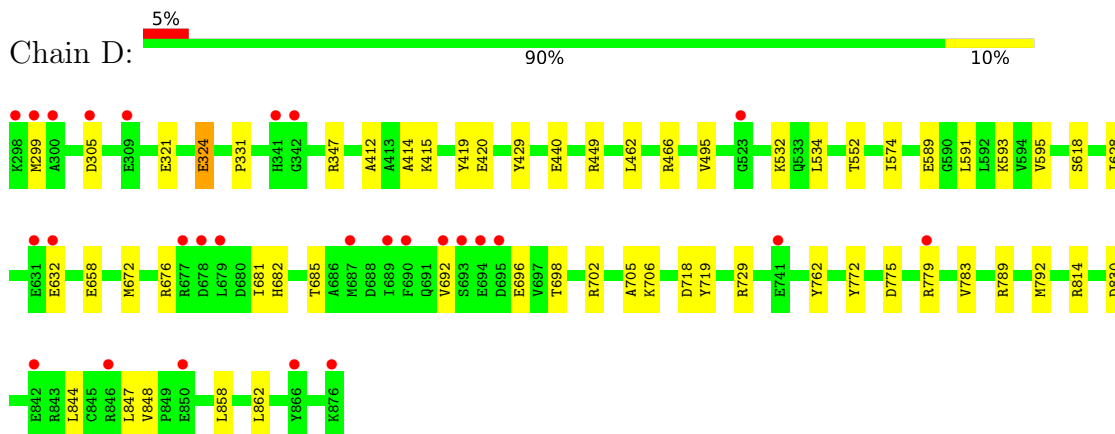 5%
Chain D:
90%
10%
K298 M299 A300 D305 E309 E321 E324 P331 H341 G342 R347 A412 A413 A414 K415 Y419 E420 Y429 E440 R449 L462 R466 V495 G523 K532 Q533 L534 T552 I574 E589 G590 L591 L592 K593 V594 V595 S618
E631 E632 E658 M672 R676 R677 D678 L679 D680 I681 H682 T685 A686 M687 D688 I689 F690 Q691 V692 S693 E694 D695 E696 V697 T698 R702 A705 K706 D718 Y719 R729 E741 Y762 Y772 D775 R779 V783 R789 M792 R814
E842 R843 L844 C845 R846 L847 V848 P849 E850 L858 L862 Y866 K876